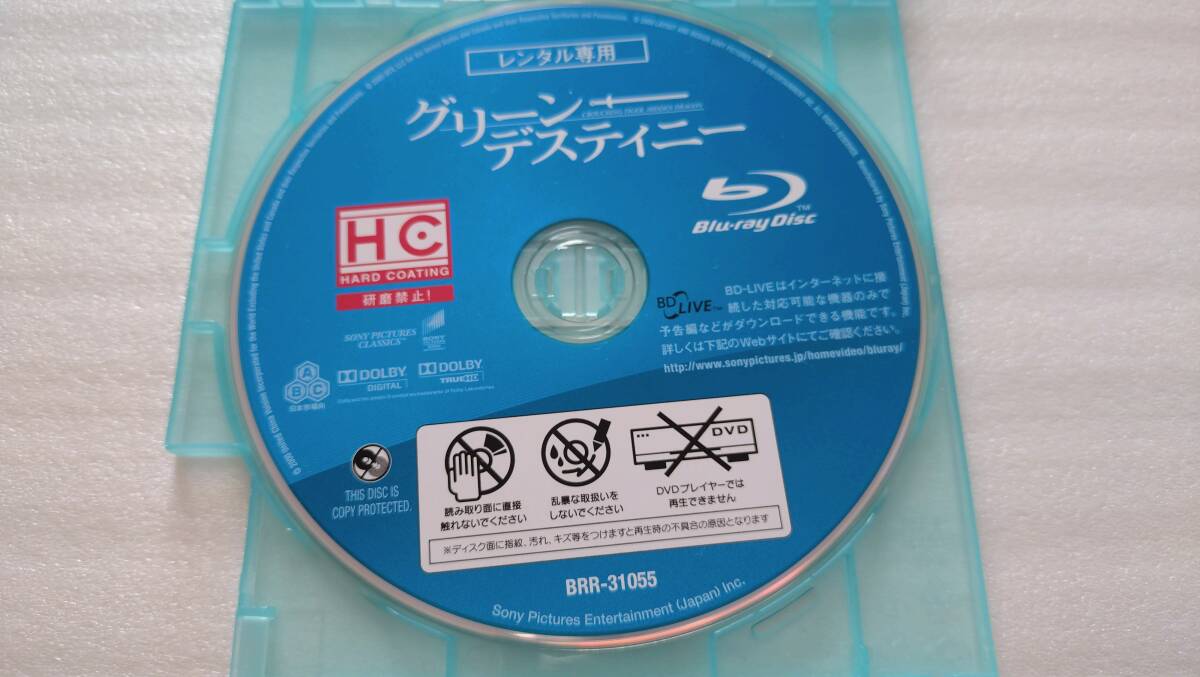 レンタル専用
グリーン
CROUCHING TIGER, HIDDEN DRAGON
デスティニー
HC
HARD COATING
研磨禁止!
Blu-ray Disc
TM
BD LIVE
BD-LIVEはインターネットに接
続した対応可能な機器のみで
予告編などがダウンロードできる機能です。
詳しくは下記のWebサイトにてご確認ください。
http://www.sonypictures.jp/homevideo/bluray/
SONY PICTURES
CLASSICS
ABC
DOLBY
DIGITAL
DOLBY
TRUEHD
THIS DISC IS
COPY PROTECTED.
読み取り面に直接
触れないでください
乱暴な取扱いを
しないでください
DVD
DVDプレイヤーでは
再生できません
※ディスク面に指紋、汚れ、キズ等をつけますと再生時の不具合の原因となります
BRR-31055
Sony Pictures Entertainment (Japan) Inc.